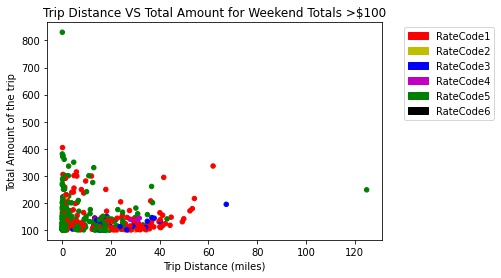 Trip Distance VS Total Amount for Weekend Totals >$100
800
700
600
500
400
300
200
100
Total Amount of the trip
0
20
40
60
80
100
120
Trip Distance (miles)
RateCode1
RateCode2
RateCode3
RateCode4
RateCode5
RateCode6